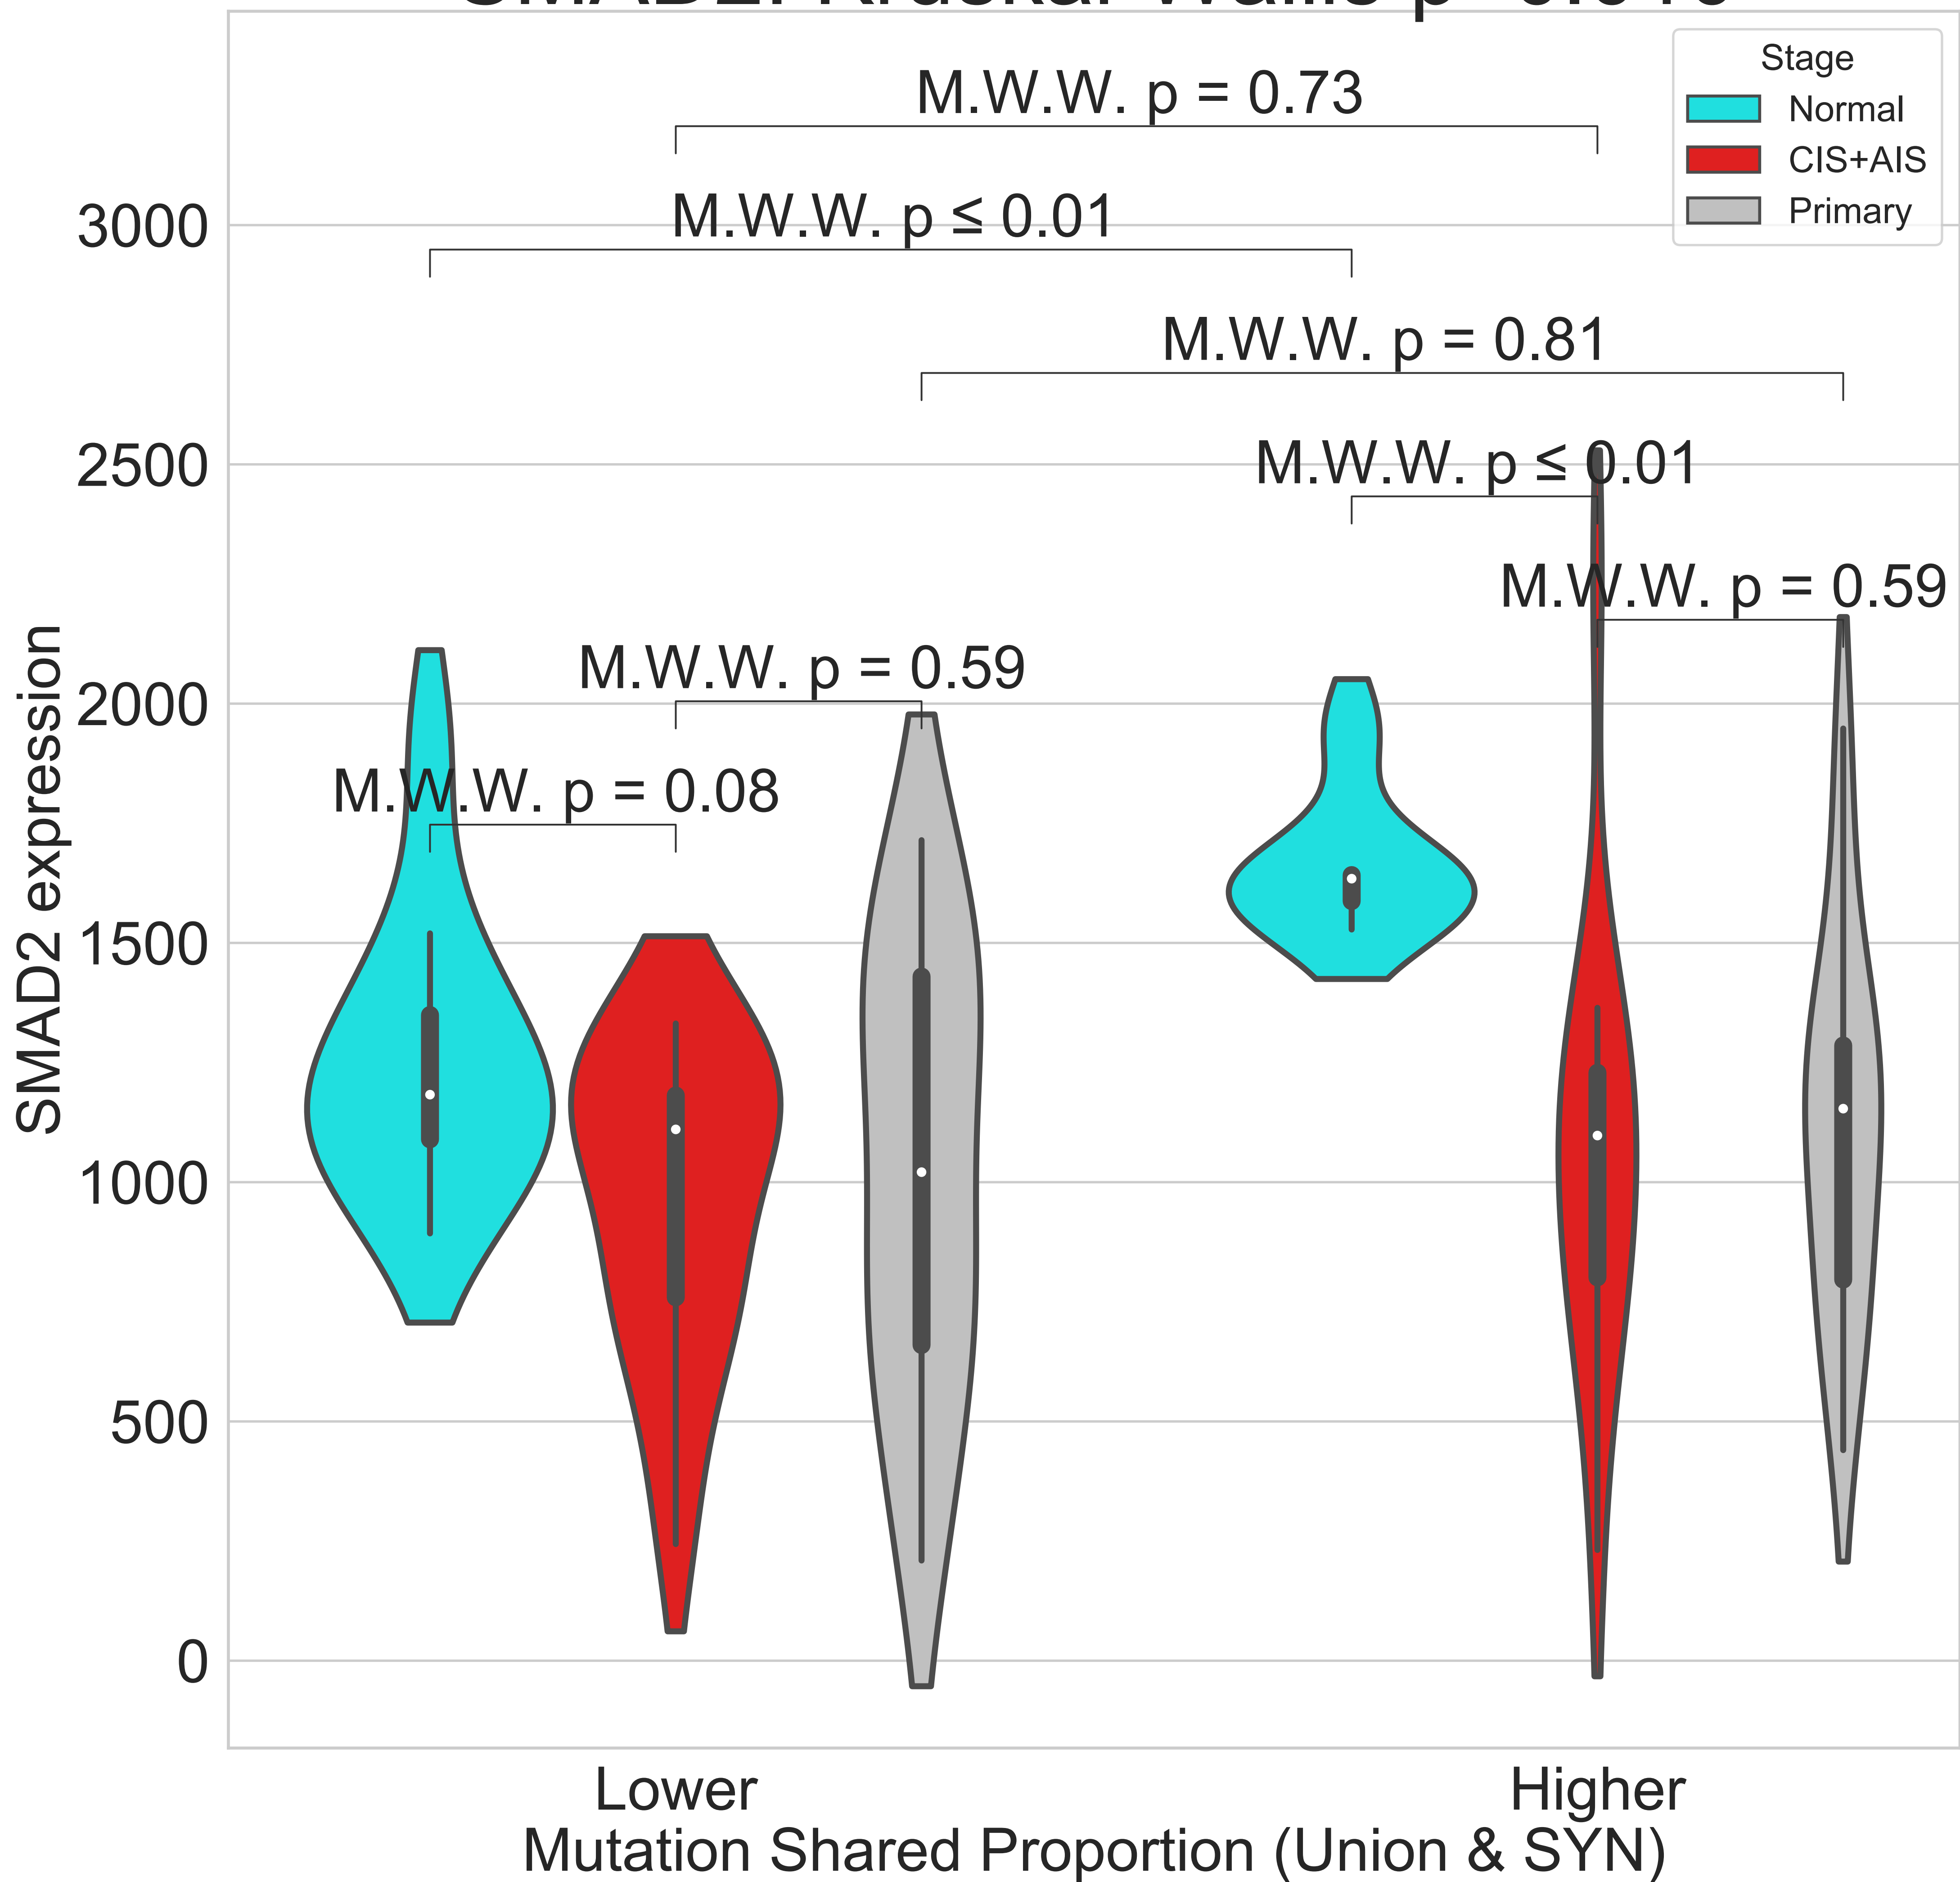 Stage
Normal
CIS+AIS
Primary
M.W.W. p = 0.73
M.W.W. p ≤ 0.01
M.W.W. p = 0.81
M.W.W. p ≤ 0.01
M.W.W. p = 0.59
M.W.W. p = 0.59
M.W.W. p = 0.08
3000
2500
2000
1500
1000
500
0
SMAD2 expression
Lower
Higher
Mutation Shared Proportion (Union & SYN)